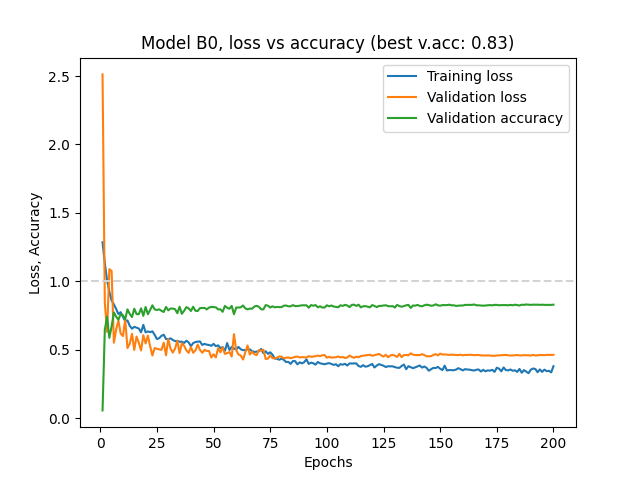 Model B0, loss vs accuracy (best v.acc: 0.83)
Training loss
Validation loss
Validation accuracy
Loss, Accuracy
2.5
2.0
1.5
1.0
0.5
0.0
0 25 50 75 100 125 150 175 200
Epochs